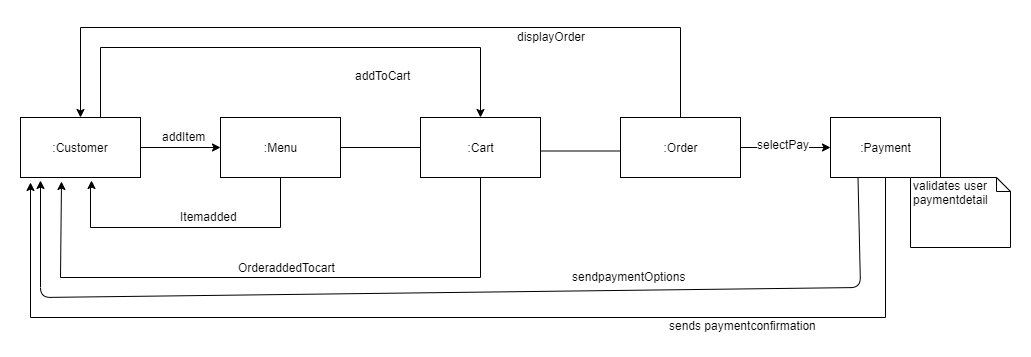 displayOrder
addToCart
:Customer
addItem
:Menu
:Cart
:Order
selectPay
:Payment
validates user
paymentdetail
Itemadded
OrderaddedTocart
sendpaymentOptions
sends paymentconfirmation